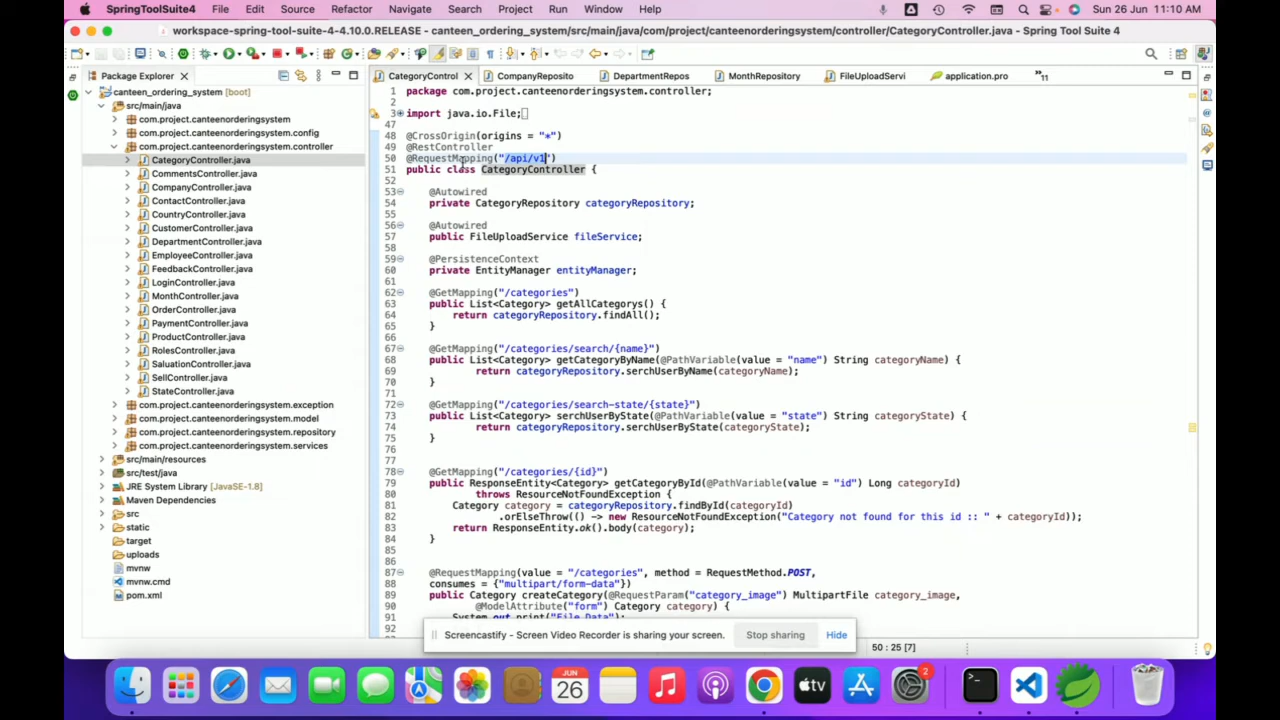 SpringToolSuite4 File Edit Source Refactor Navigate Search Project Run Window Help Sun 26 Jun 11:10 AM
workspace-spring-tool-suite-4-4.10.0.RELEASE - canteen_ordering_system/src/main/java/com/project/canteenorderingsystem/controller/CategoryController.java - Spring Tool Suite 4
Package Explorer
canteen_ordering_system [boot]
src/main/java
com.project.canteenorderingsystem
com.project.canteenorderingsystem.config
com.project.canteenorderingsystem.controller
CategoryController.java
CommentsController.java
CompanyController.java
ContactController.java
CountryController.java
CustomerController.java
DepartmentController.java
EmployeeController.java
FeedbackController.java
LoginController.java
MonthController.java
OrderController.java
PaymentController.java
ProductController.java
RolesController.java
SaluationController.java
SellController.java
StateController.java
com.project.canteenorderingsystem.exception
com.project.canteenorderingsystem.model
com.project.canteenorderingsystem.repository
com.project.canteenorderingsystem.services
src/main/resources
src/test/java
JRE System Library [JavaSE-1.8]
Maven Dependencies
src
static
target
uploads
mvnw
mvnw.cmd
pom.xml
CategoryControl CompanyReposito DepartmentRepos MonthRepository FileUploadServi application.pro »11
1 package com.project.canteenorderingsystem.controller;
2
3 import java.io.File;
47
48 @CrossOrigin(origins = "*")
49 @RestController
50 @RequestMapping("/api/v1")
51 public class CategoryController {
52
53 @Autowired
54 private CategoryRepository categoryRepository;
55
56 @Autowired
57 public FileUploadService fileService;
58
59 @PersistenceContext
60 private EntityManager entityManager;
61
62 @GetMapping("/categories")
63 public List<Category> getAllCategorys() {
64 return categoryRepository.findAll();
65 }
66
67 @GetMapping("/categories/search/{name}")
68 public List<Category> getCategoryByName(@PathVariable(value = "name") String categoryName) {
69 return categoryRepository.serchUserByName(categoryName);
70 }
71
72 @GetMapping("/categories/search-state/{state}")
73 public List<Category> serchUserByState(@PathVariable(value = "state") String categoryState) {
74 return categoryRepository.serchUserByState(categoryState);
75 }
76
77
78 @GetMapping("/categories/{id}")
79 public ResponseEntity<Category> getCategoryById(@PathVariable(value = "id") Long categoryId)
80 throws ResourceNotFoundException {
81 Category category = categoryRepository.findById(categoryId)
82 .orElseThrow(() -> new ResourceNotFoundException("Category not found for this id :: " + categoryId));
83 return ResponseEntity.ok().body(category);
84 }
85
86
87 @RequestMapping(value = "/categories", method = RequestMethod.POST,
88 consumes = {"multipart/form-data"})
89 public Category createCategory(@RequestParam("category_image") MultipartFile category_image,
90 @ModelAttribute("form") Category category) {
91 System.out.print("File Data");
92
Screencastify - Screen Video Recorder is sharing your screen. Stop sharing Hide
50 : 25 [7]
JUN
26
tv
2